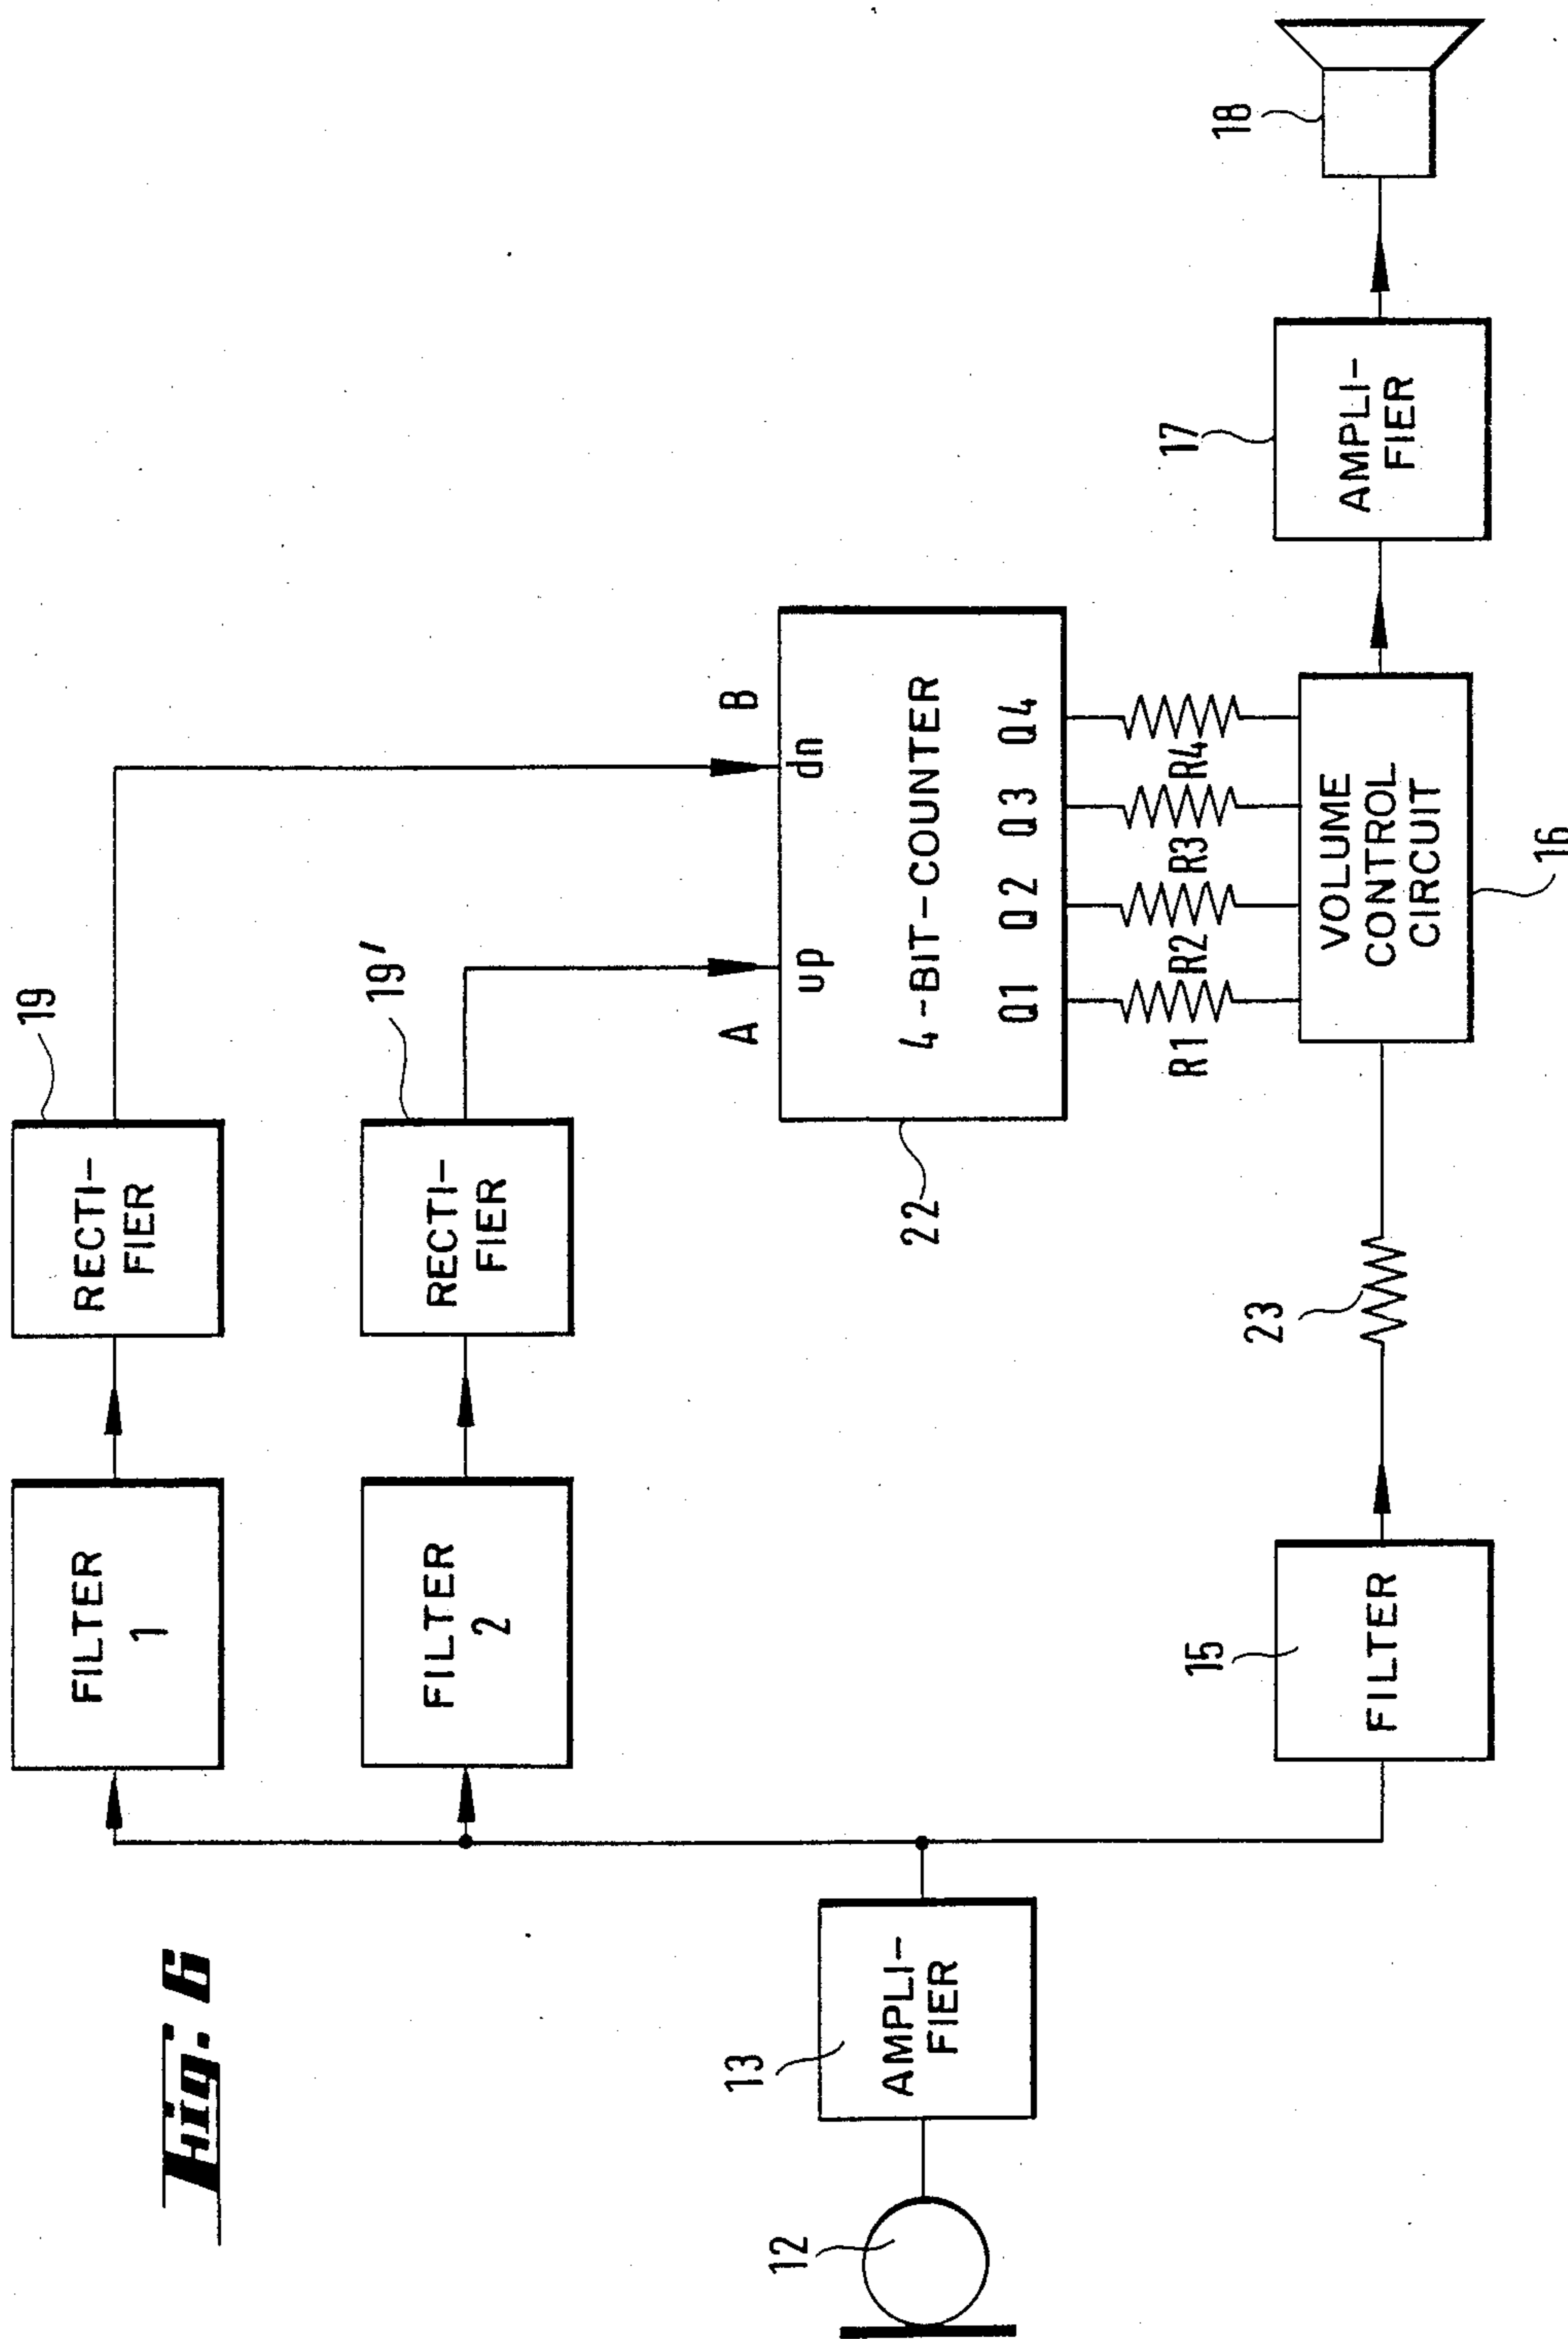 Fig. 6
19
19'
FILTER
1
RECTI-
FIER
FILTER
2
RECTI-
FIER
A
B
up
dn
4-BIT-COUNTER
Q1 Q2 Q3 Q4
22
R1
R2
R3
R4
12
13
AMPLI-
FIER
15
FILTER
23
VOLUME
CONTROL
CIRCUIT
16
17
AMPLI-
FIER
18